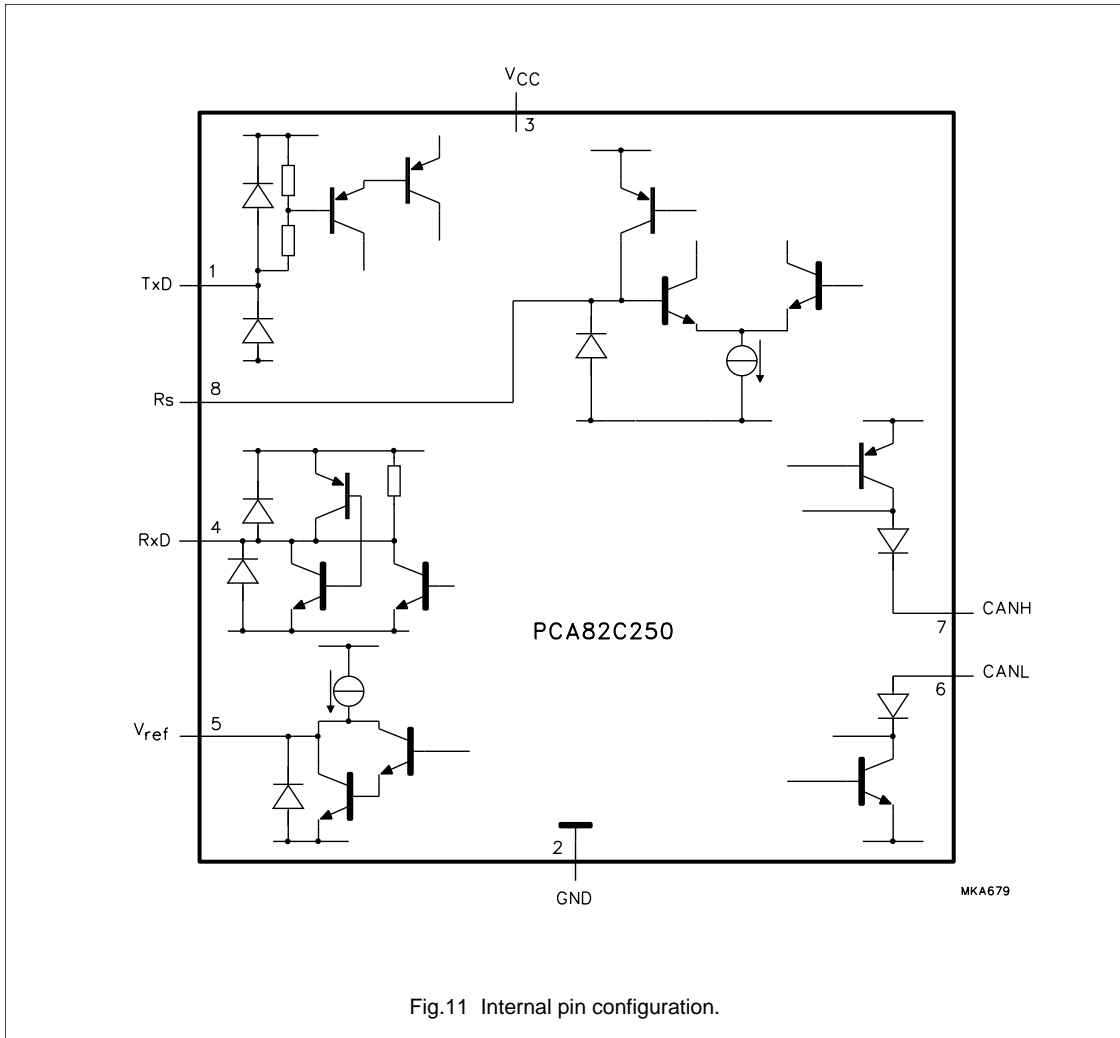 VCC
3
1
TxD
8
Rs
4
RxD
CANH
7
PCA82C250
CANL
6
Vref
5
2
GND
MKA679
Fig.11 Internal pin configuration.